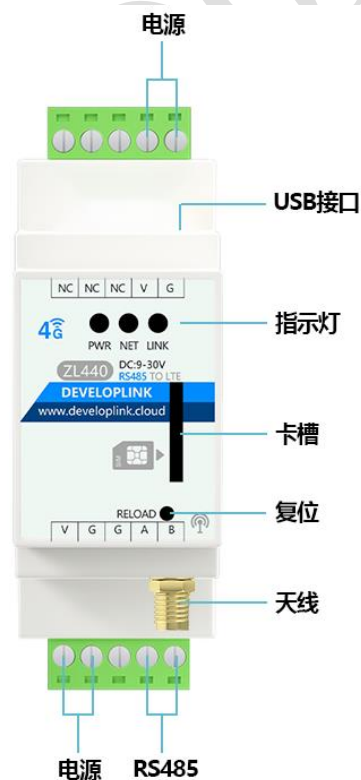 电源
USB接口
NC NC NC V G
指示灯
4G
PWR NET LINK
ZL440 DC:9-30V
RS485 TO LTE
DEVELOPLINK
www.developlink.cloud
卡槽
SIM
RELOAD
复位
V G G A B
天线
电源 RS485